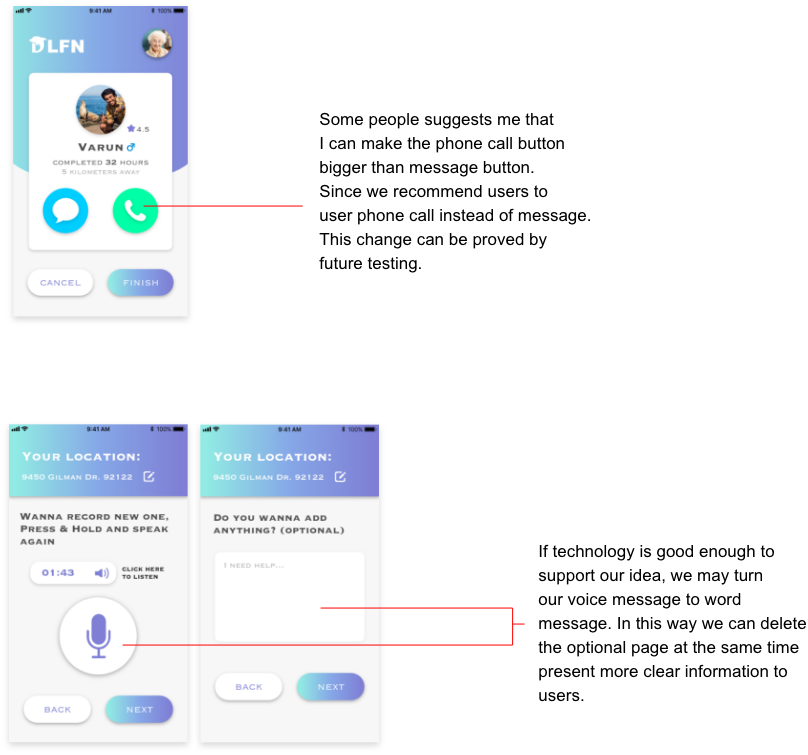 9:41 AM 100%
DLFN
4.5
VARUN
COMPLETED 32 HOURS
5 KILOMETERS AWAY
CANCEL FINISH
Some people suggests me that
I can make the phone call button
bigger than message button.
Since we recommend users to
user phone call instead of message.
This change can be proved by
future testing.
9:41 AM 100%
YOUR LOCATION:
9450 GILMAN DR. 92122
WANNA RECORD NEW ONE,
PRESS & HOLD AND SPEAK
AGAIN
01:43
CLICK HERE
TO LISTEN
BACK NEXT
9:41 AM 100%
YOUR LOCATION:
9450 GILMAN DR. 92122
DO YOU WANNA ADD
ANYTHING? (OPTIONAL)
I NEED HELP...
BACK NEXT
If technology is good enough to
support our idea, we may turn
our voice message to word
message. In this way we can delete
the optional page at the same time
present more clear information to
users.